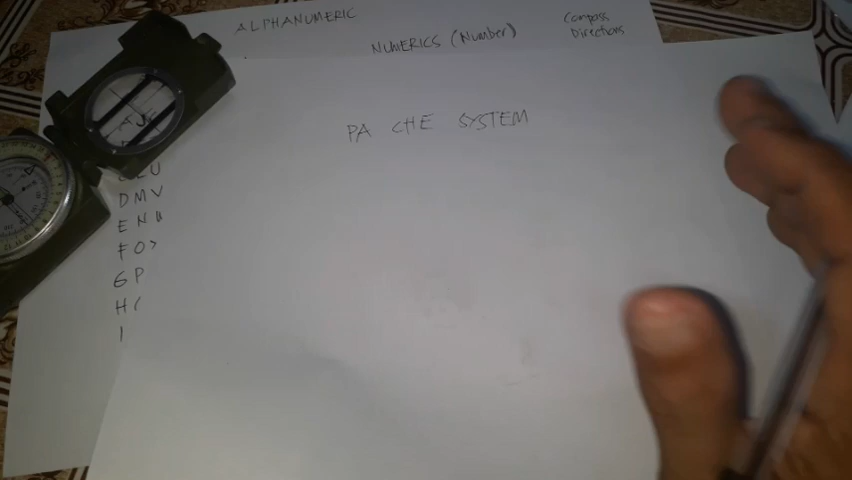 ALPHANUMERIC
NUMERICS (Number)
Compass
Directions
PA CHE SYSTEM
D M V
E N
F O
G P
H
I